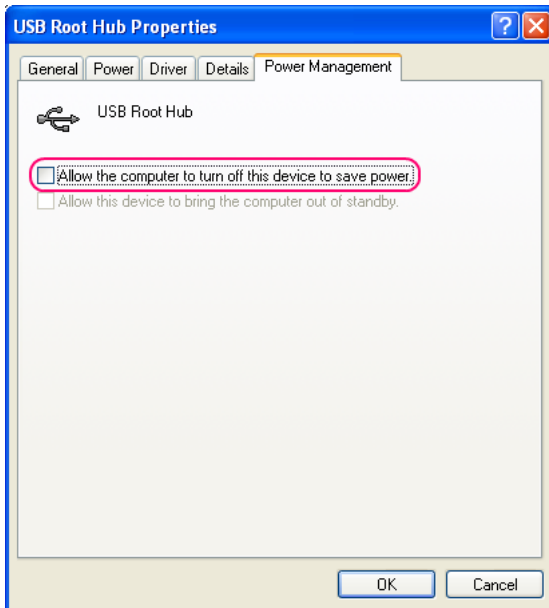 USB Root Hub Properties
General Power Driver Details Power Management
USB Root Hub
Allow the computer to turn off this device to save power.
Allow this device to bring the computer out of standby.
OK Cancel